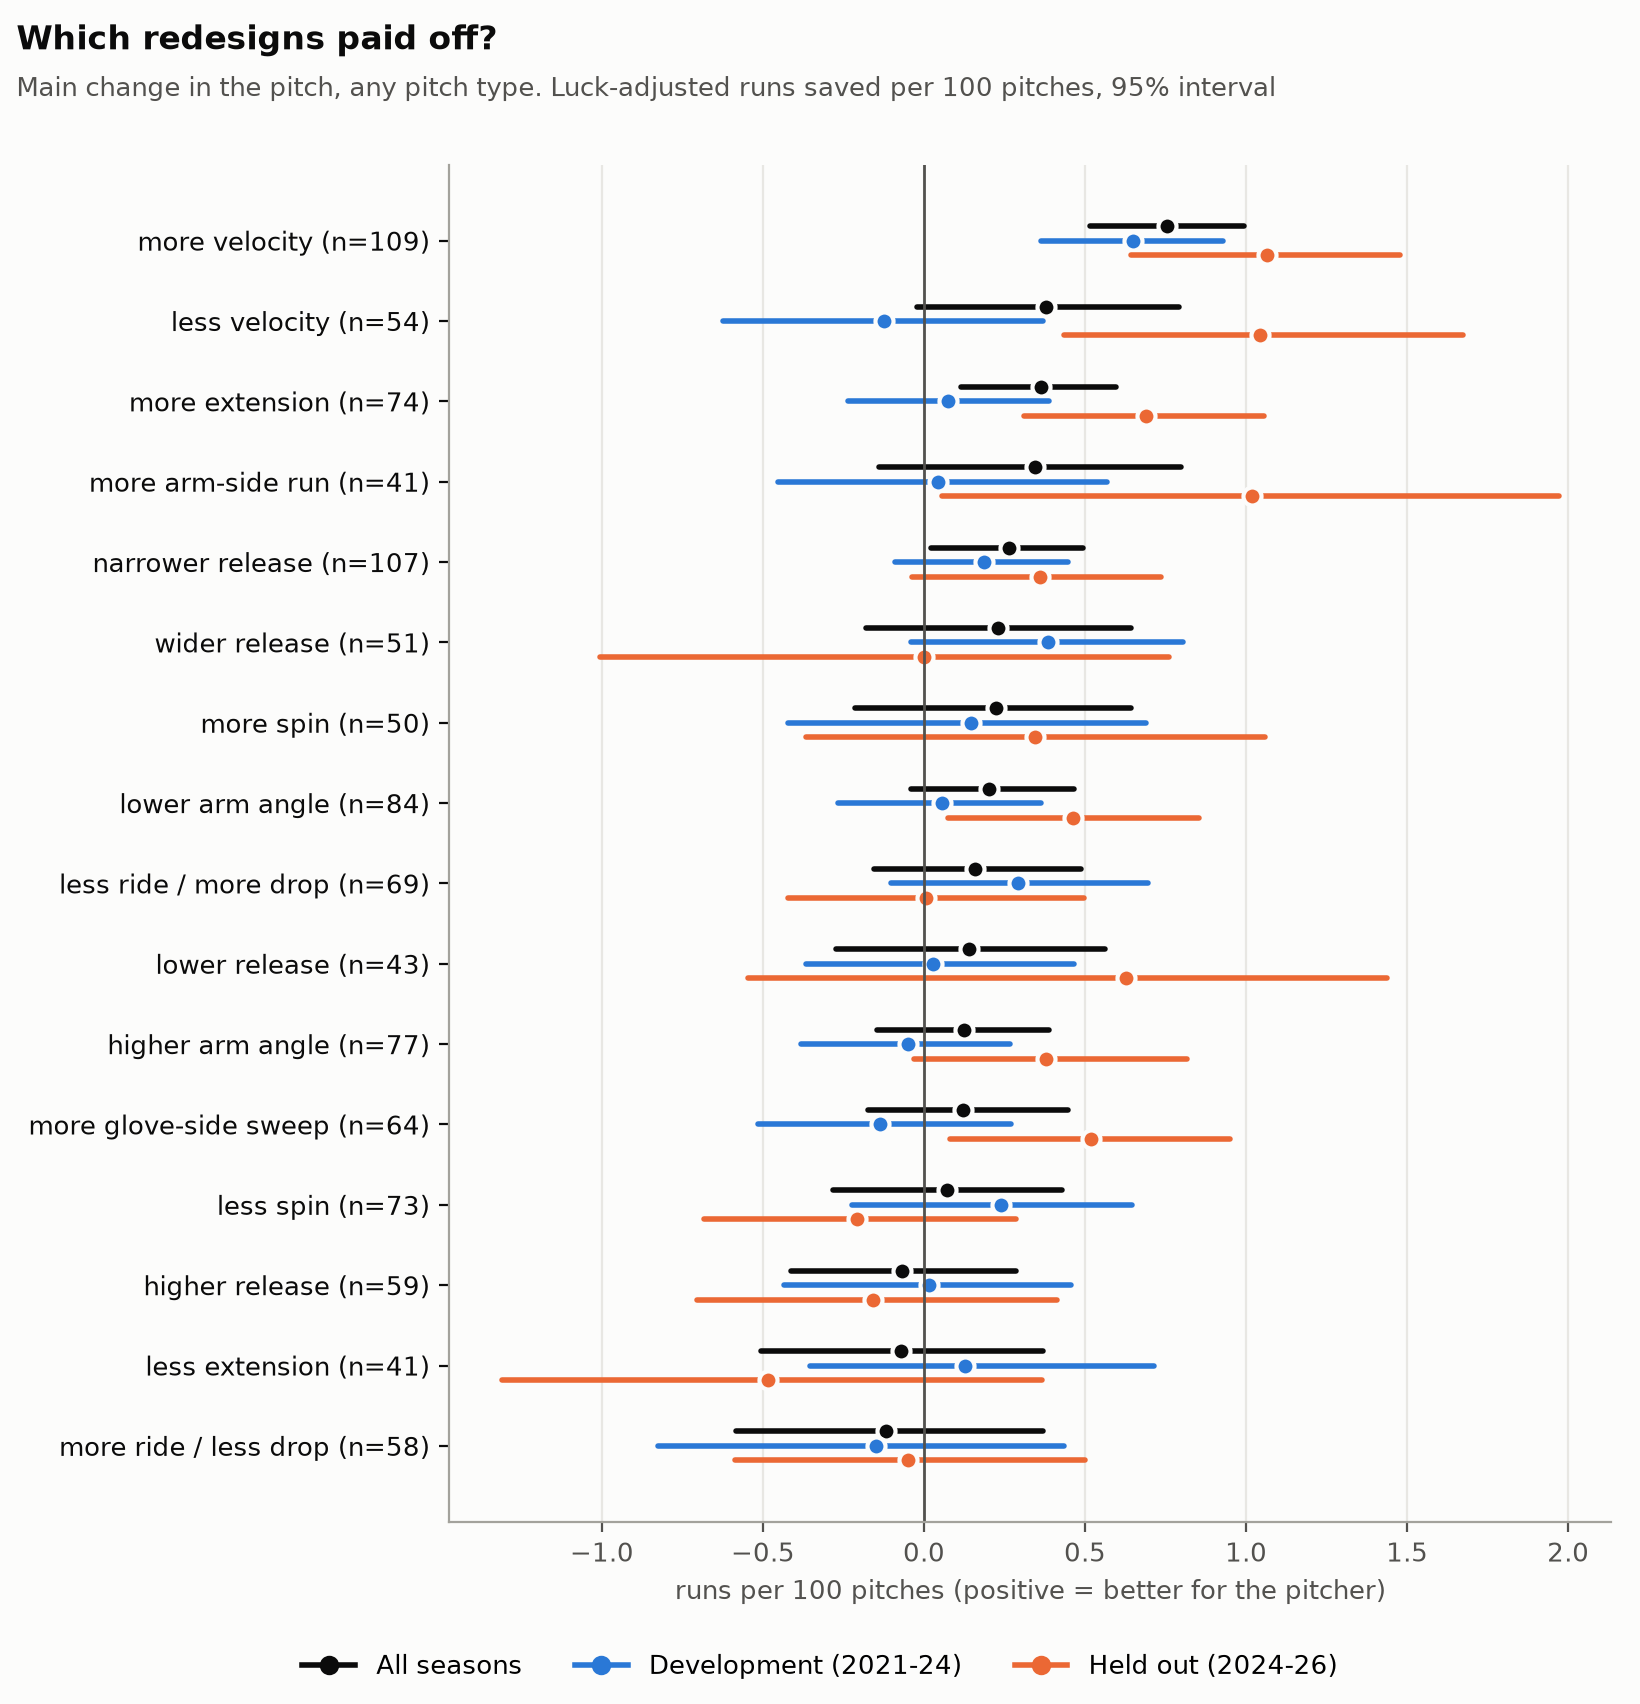 Which redesigns paid off?
Main change in the pitch, any pitch type. Luck-adjusted runs saved per 100 pitches, 95% interval
more velocity (n=109)
less velocity (n=54)
more extension (n=74)
more arm-side run (n=41)
narrower release (n=107)
wider release (n=51)
more spin (n=50)
lower arm angle (n=84)
less ride / more drop (n=69)
lower release (n=43)
higher arm angle (n=77)
more glove-side sweep (n=64)
less spin (n=73)
higher release (n=59)
less extension (n=41)
more ride / less drop (n=58)
−1.0 −0.5 0.0 0.5 1.0 1.5 2.0
runs per 100 pitches (positive = better for the pitcher)
All seasons Development (2021-24) Held out (2024-26)